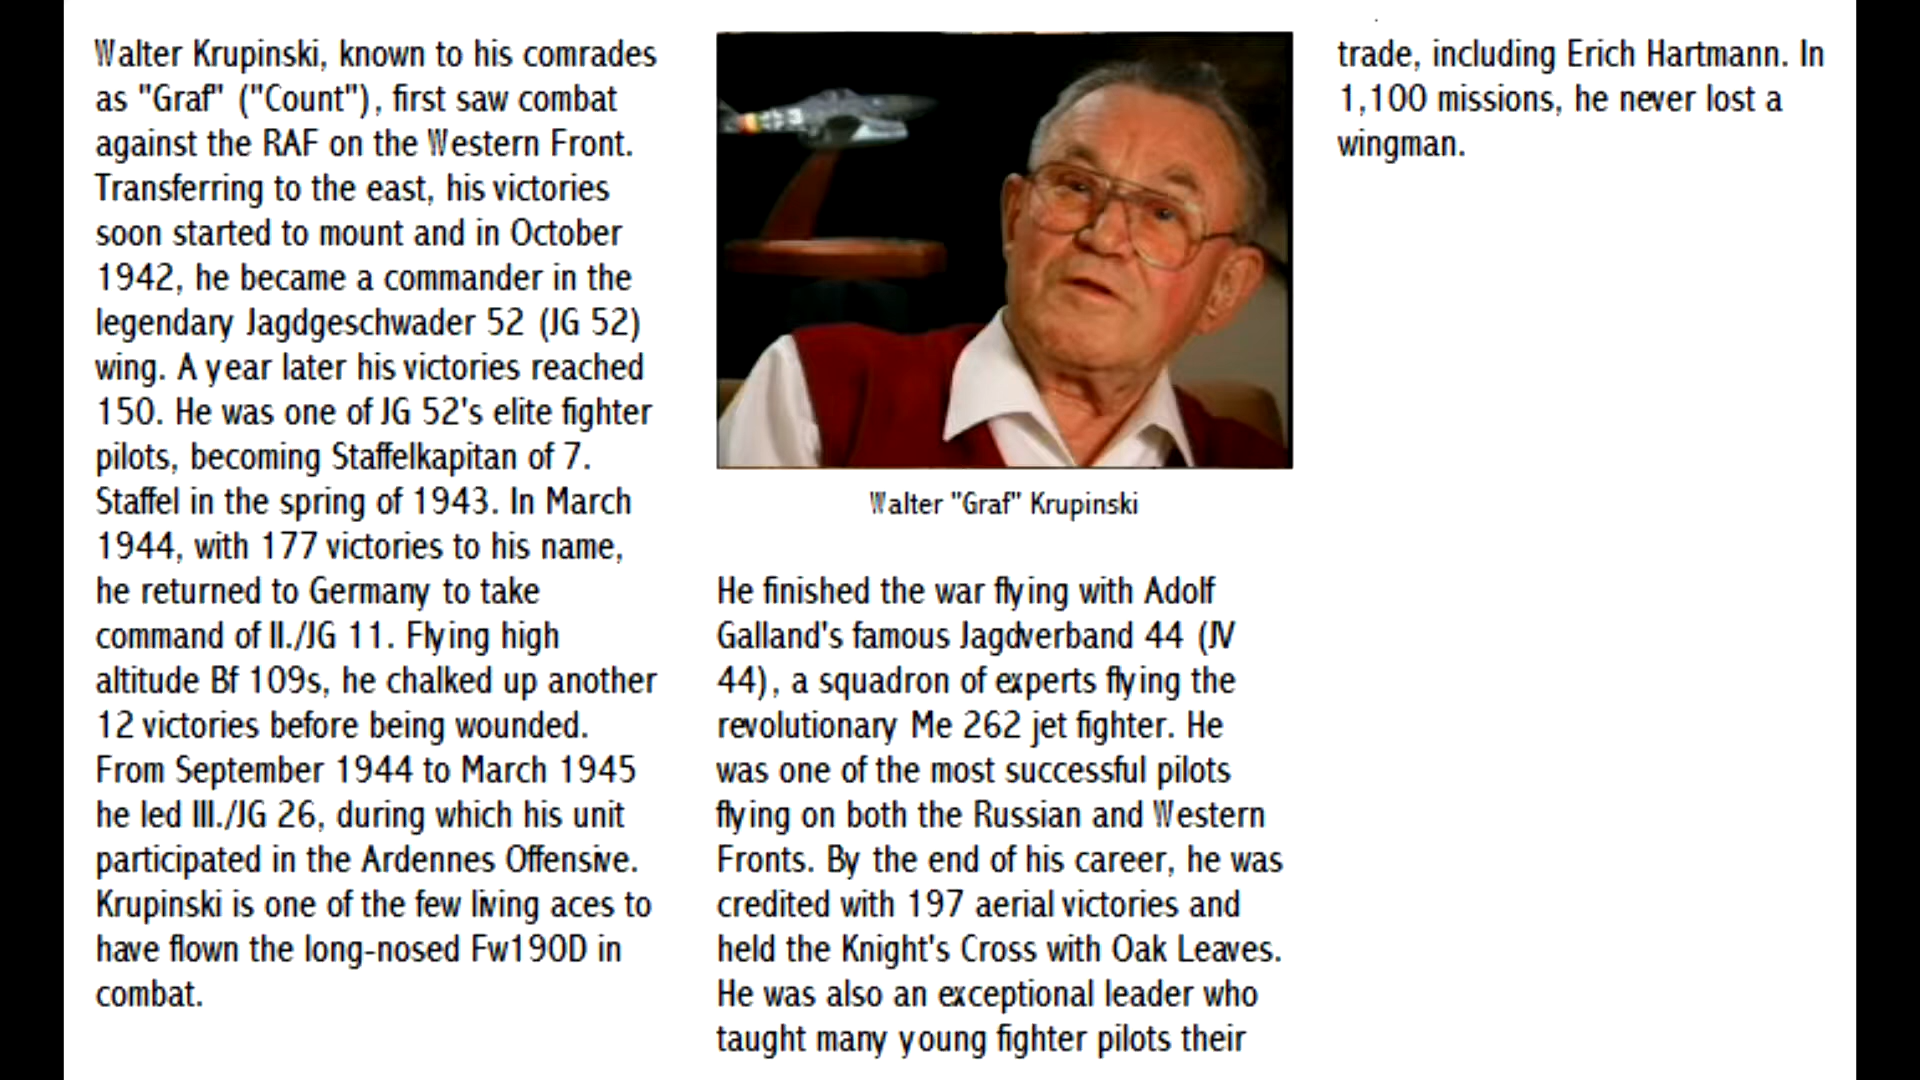 Walter Krupinski, known to his comrades
as "Graf" ("Count"), first saw combat
against the RAF on the Western Front.
Transferring to the east, his victories
soon started to mount and in October
1942, he became a commander in the
legendary Jagdgeschwader 52 (JG 52)
wing. A year later his victories reached
150. He was one of JG 52's elite fighter
pilots, becoming Staffelkapitan of 7.
Staffel in the spring of 1943. In March
1944, with 177 victories to his name,
he returned to Germany to take
command of II./JG 11. Flying high
altitude Bf 109s, he chalked up another
12 victories before being wounded.
From September 1944 to March 1945
he led III./JG 26, during which his unit
participated in the Ardennes Offensive.
Krupinski is one of the few living aces to
have flown the long-nosed Fw190D in
combat.
Walter "Graf" Krupinski
He finished the war flying with Adolf
Galland's famous Jagdverband 44 (JV
44), a squadron of experts flying the
revolutionary Me 262 jet fighter. He
was one of the most successful pilots
flying on both the Russian and Western
Fronts. By the end of his career, he was
credited with 197 aerial victories and
held the Knight's Cross with Oak Leaves.
He was also an exceptional leader who
taught many young fighter pilots their
trade, including Erich Hartmann. In
1,100 missions, he never lost a
wingman.